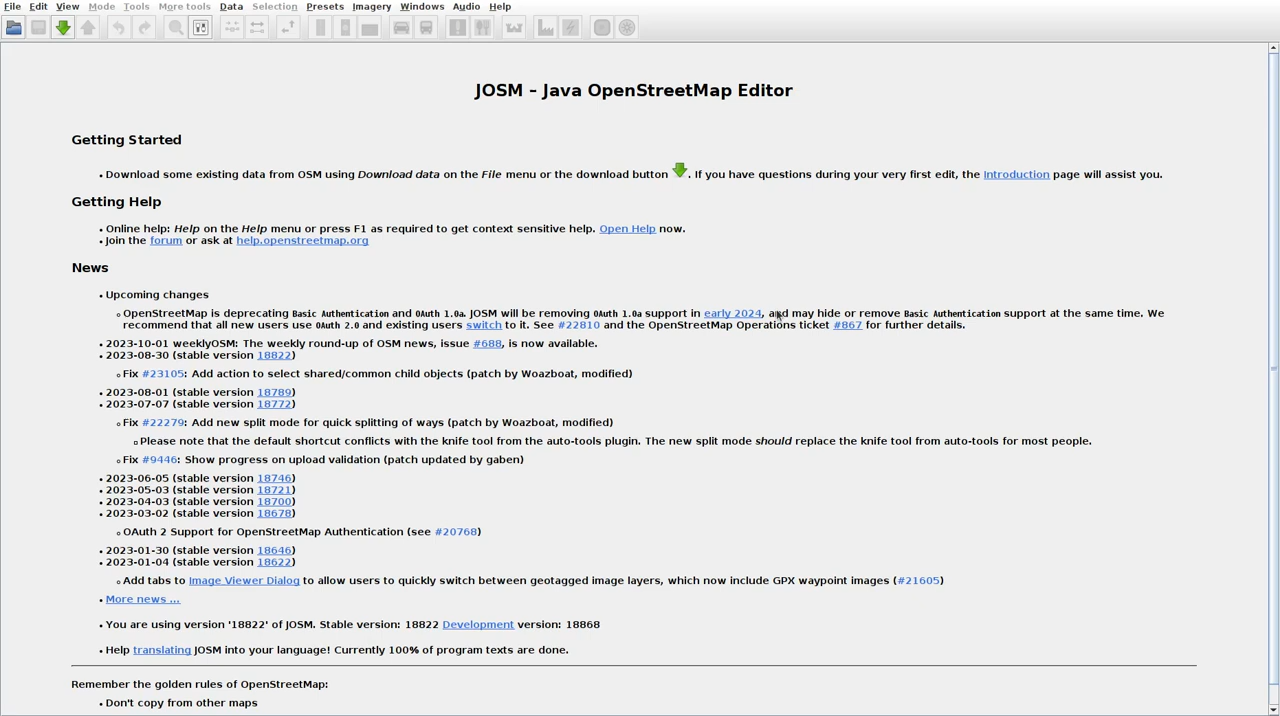 File Edit View Mode Tools More tools Data Selection Presets Imagery Windows Audio Help
JOSM – Java OpenStreetMap Editor
Getting Started
• Download some existing data from OSM using Download data on the File menu or the download button . If you have questions during your very first edit, the Introduction page will assist you.
Getting Help
• Online help: Help on the Help menu or press F1 as required to get context sensitive help. Open Help now.
• Join the forum or ask at help.openstreetmap.org
News
• Upcoming changes
◦ OpenStreetMap is deprecating Basic Authentication and OAuth 1.0a. JOSM will be removing OAuth 1.0a support in early 2024, and may hide or remove Basic Authentication support at the same time. We
recommend that all new users use OAuth 2.0 and existing users switch to it. See #22810 and the OpenStreetMap Operations ticket #867 for further details.
• 2023-10-01 weeklyOSM: The weekly round-up of OSM news, issue #688, is now available.
• 2023-08-30 (stable version 18822)
◦ Fix #23105: Add action to select shared/common child objects (patch by Woazboat, modified)
• 2023-08-01 (stable version 18789)
• 2023-07-07 (stable version 18772)
◦ Fix #22279: Add new split mode for quick splitting of ways (patch by Woazboat, modified)
▫ Please note that the default shortcut conflicts with the knife tool from the auto-tools plugin. The new split mode should replace the knife tool from auto-tools for most people.
◦ Fix #9446: Show progress on upload validation (patch updated by gaben)
• 2023-06-05 (stable version 18746)
• 2023-05-03 (stable version 18721)
• 2023-04-03 (stable version 18700)
• 2023-03-02 (stable version 18678)
◦ OAuth 2 Support for OpenStreetMap Authentication (see #20768)
• 2023-01-30 (stable version 18646)
• 2023-01-04 (stable version 18622)
◦ Add tabs to Image Viewer Dialog to allow users to quickly switch between geotagged image layers, which now include GPX waypoint images (#21605)
• More news ...
• You are using version '18822' of JOSM. Stable version: 18822 Development version: 18868
• Help translating JOSM into your language! Currently 100% of program texts are done.
Remember the golden rules of OpenStreetMap:
• Don't copy from other maps